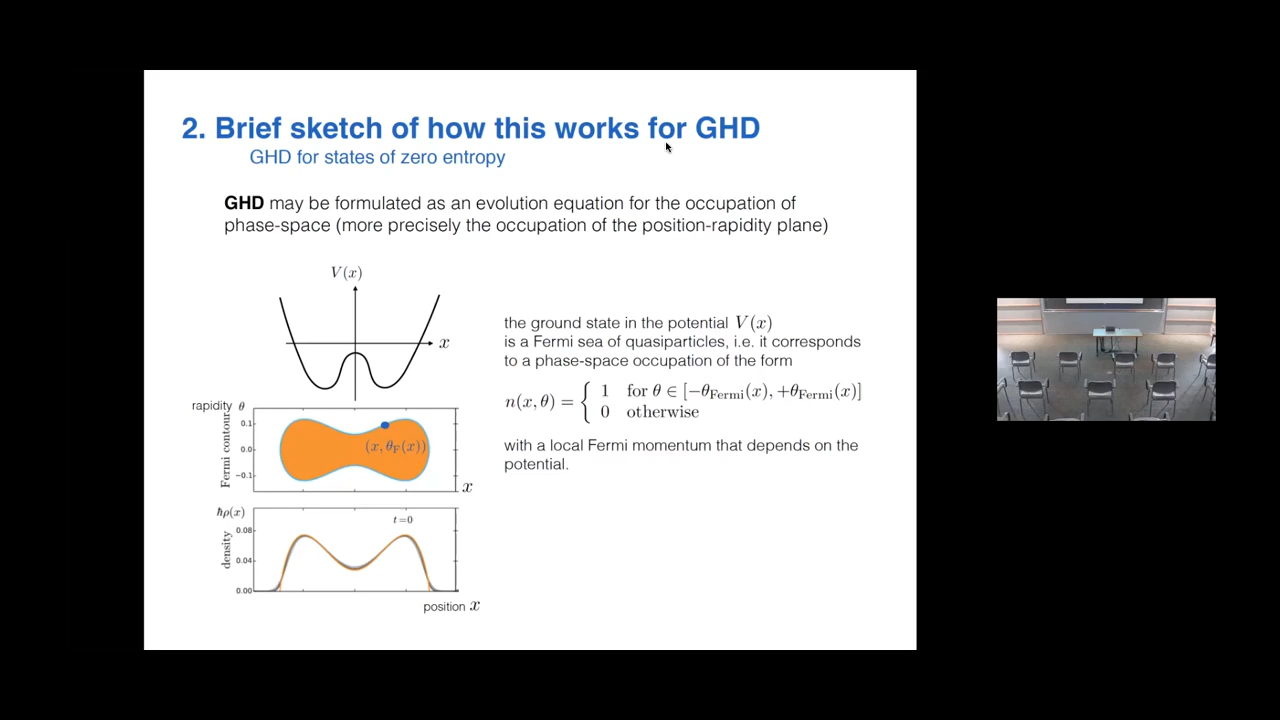 2. Brief sketch of how this works for GHD
GHD for states of zero entropy
GHD may be formulated as an evolution equation for the occupation of
phase-space (more precisely the occupation of the position-rapidity plane)
V(x)
x
the ground state in the potential V(x)
is a Fermi sea of quasiparticles, i.e. it corresponds
to a phase-space occupation of the form
n(x, θ) = { 1 for θ ∈ [−θ_Fermi(x), +θ_Fermi(x)]
0 otherwise
with a local Fermi momentum that depends on the
potential.
rapidity θ
Fermi contour
0.1
0.0
−0.1
(x, θ_F(x))
x
ħρ(x)
density
0.08
0.04
0.00
t=0
position x